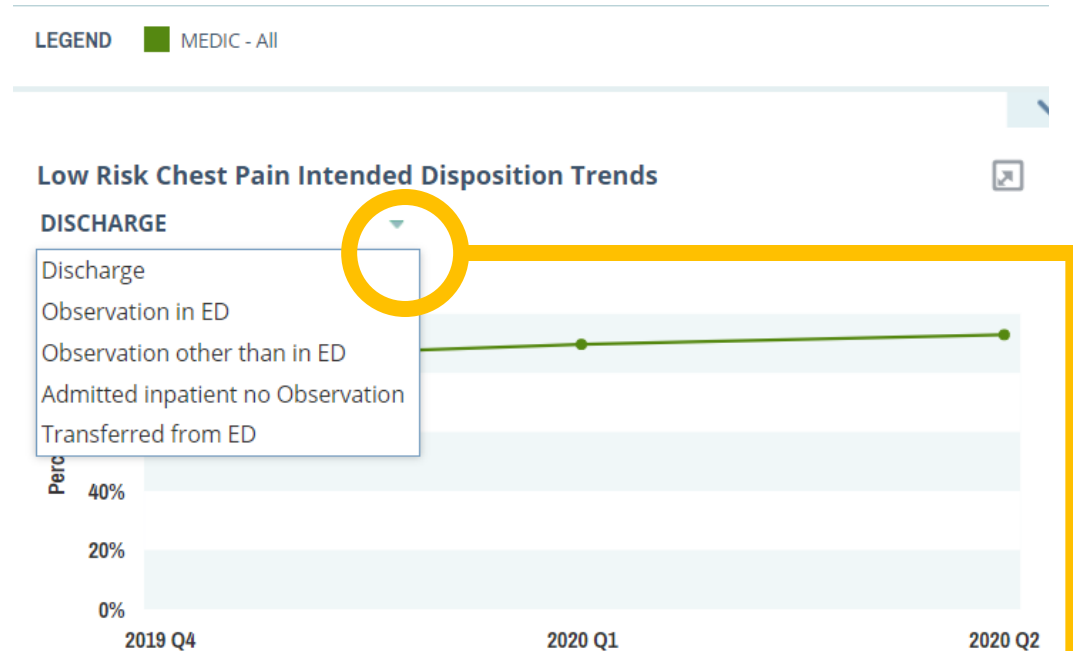 LEGEND MEDIC - All
Low Risk Chest Pain Intended Disposition Trends
DISCHARGE
Discharge
Observation in ED
Observation other than in ED
Admitted inpatient no Observation
Transferred from ED
40%
20%
0%
2019 Q4 2020 Q1 2020 Q2